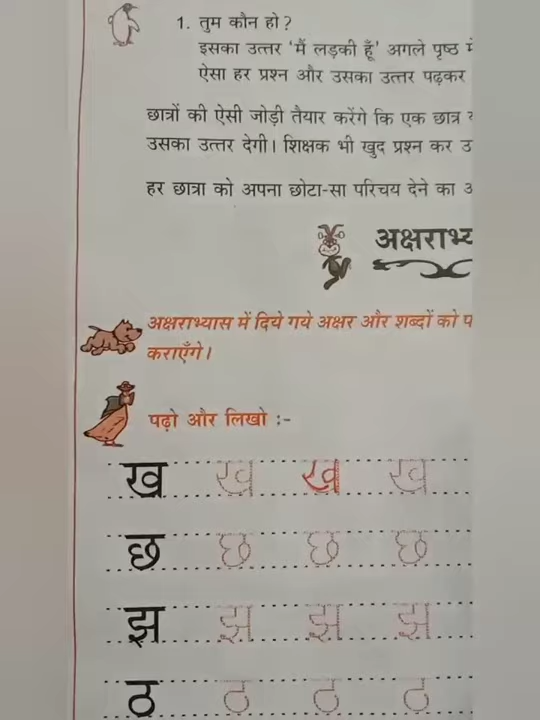 1. तुम कौन हो ?
इसका उत्तर ‘मैं लड़की हूँ’ अगले पृष्ठ में
ऐसा हर प्रश्न और उसका उत्तर पढ़कर
छात्रों की ऐसी जोड़ी तैयार करेंगे कि एक छात्र
उसका उत्तर देगी। शिक्षक भी खुद प्रश्न कर
हर छात्रा को अपना छोटा-सा परिचय देने का
अक्षराभ्य
अक्षराभ्यास में दिये गये अक्षर और शब्दों को
कराएँगे।
पढ़ो और लिखो :-
ख ख ख ख
छ छ छ छ
झ झ झ झ
ठ ठ ठ ठ